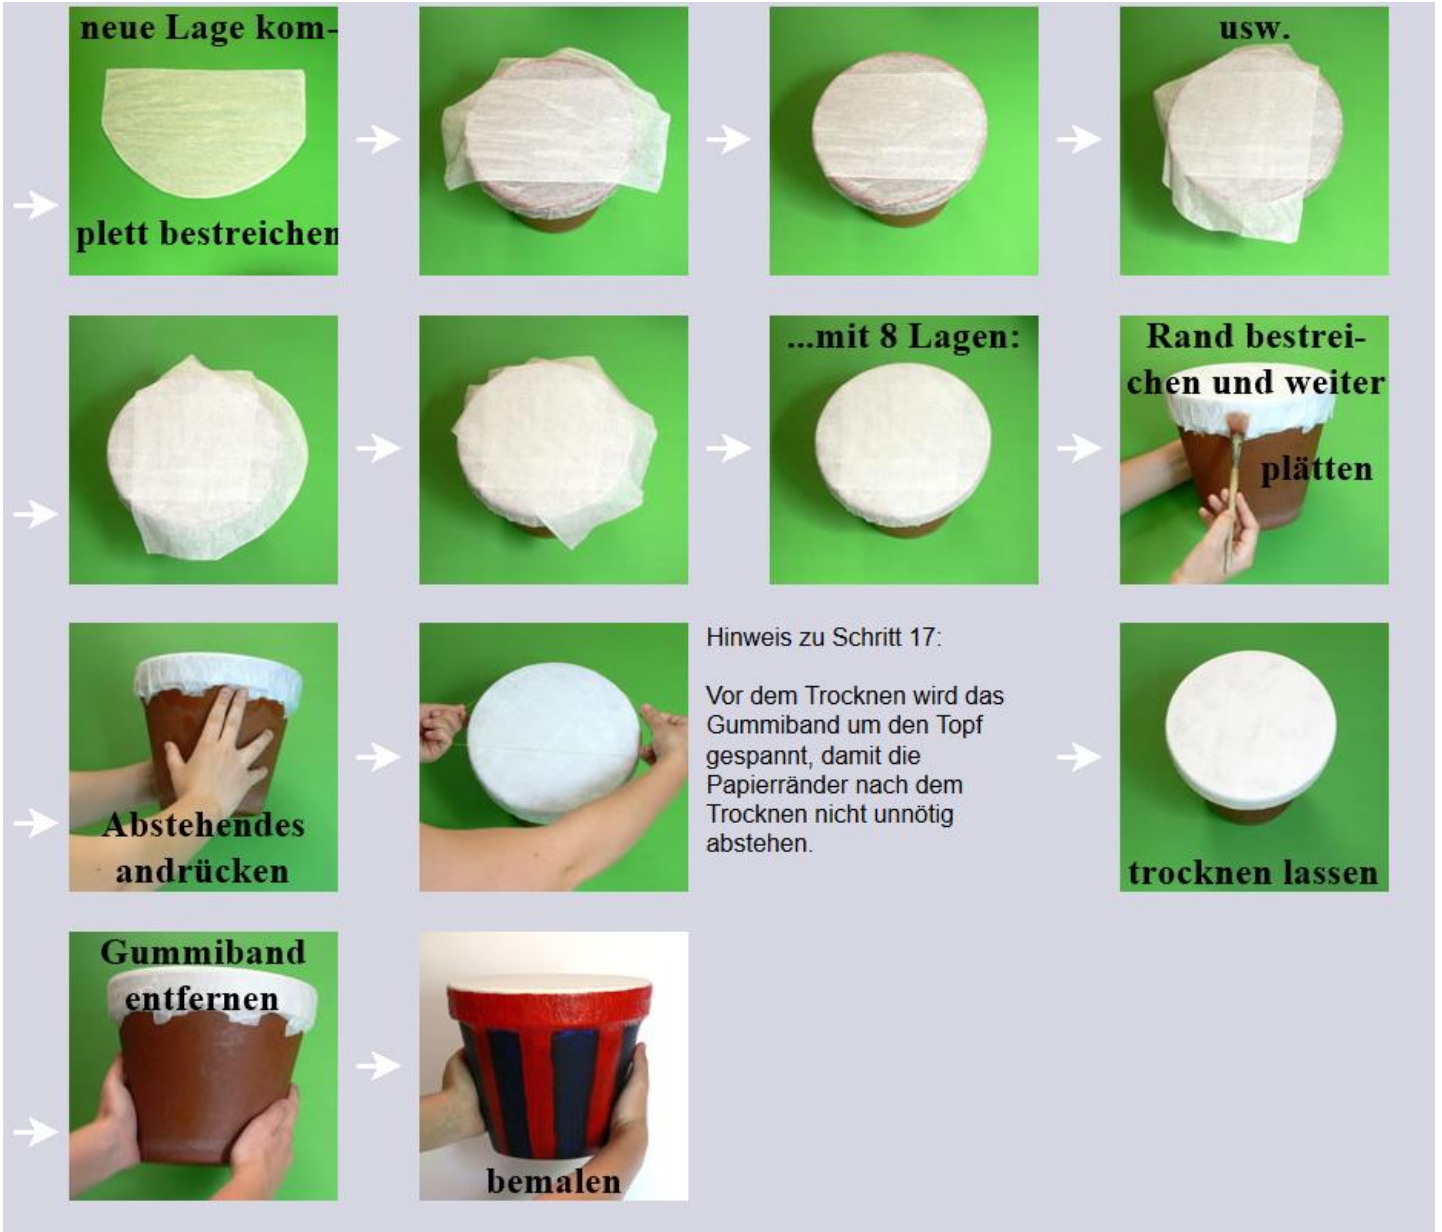 neue Lage kom-
plett bestreichen
usw.
...mit 8 Lagen:
Rand bestrei-
chen und weiter
plätten
Abstehendes
andrücken
Hinweis zu Schritt 17:
Vor dem Trocknen wird das
Gummiband um den Topf
gespannt, damit die
Papierränder nach dem
Trocknen nicht unnötig
abstehen.
trocknen lassen
Gummiband
entfernen
bemalen